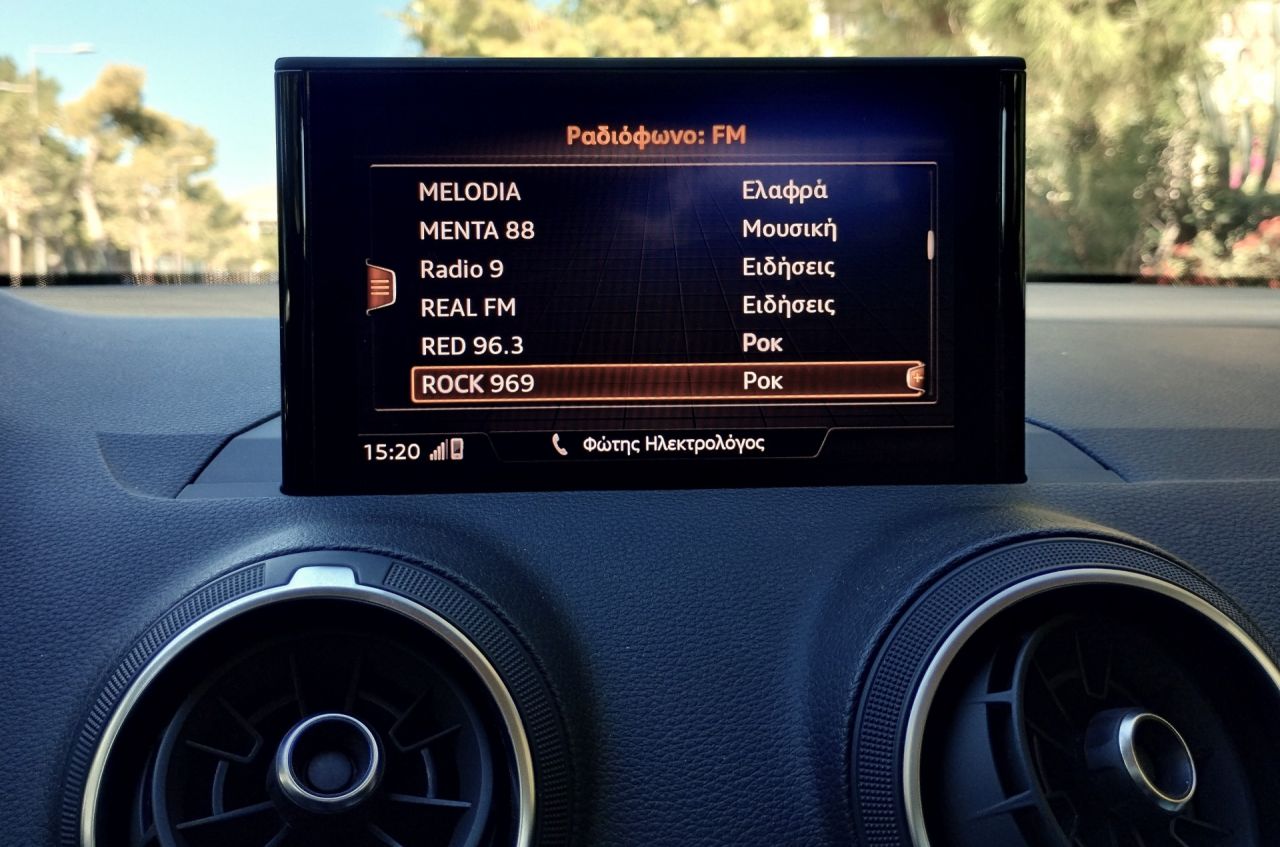 Ραδιόφωνο: FM
MELODIA Ελαφρά
MENTA 88 Μουσική
Radio 9 Ειδήσεις
REAL FM Ειδήσεις
RED 96.3 Ροκ
ROCK 969 Ροκ
15:20 Φώτης Ηλεκτρολόγος